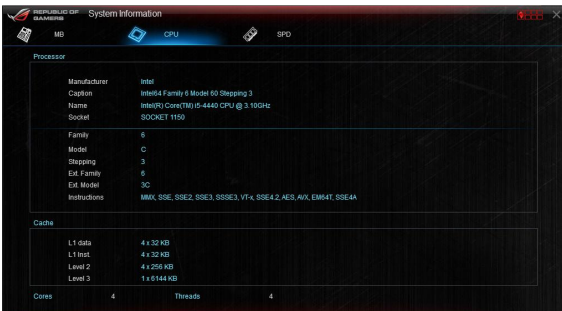 REPUBLIC OF GAMERS System Information
MB CPU SPD
Processor
Manufacturer Intel
Caption Intel64 Family 6 Model 60 Stepping 3
Name Intel(R) Core(TM) i5-4440 CPU @ 3.10GHz
Socket SOCKET 1150
Family 6
Model C
Stepping 3
Ext. Family 6
Ext. Model 3C
Instructions MMX, SSE, SSE2, SSE3, SSSE3, VT-x, SSE4.2, AES, AVX, EM64T, SSE4A
Cache
L1 data 4 x 32 KB
L1 Inst. 4 x 32 KB
Level 2 4 x 256 KB
Level 3 1 x 6144 KB
Cores 4 Threads 4